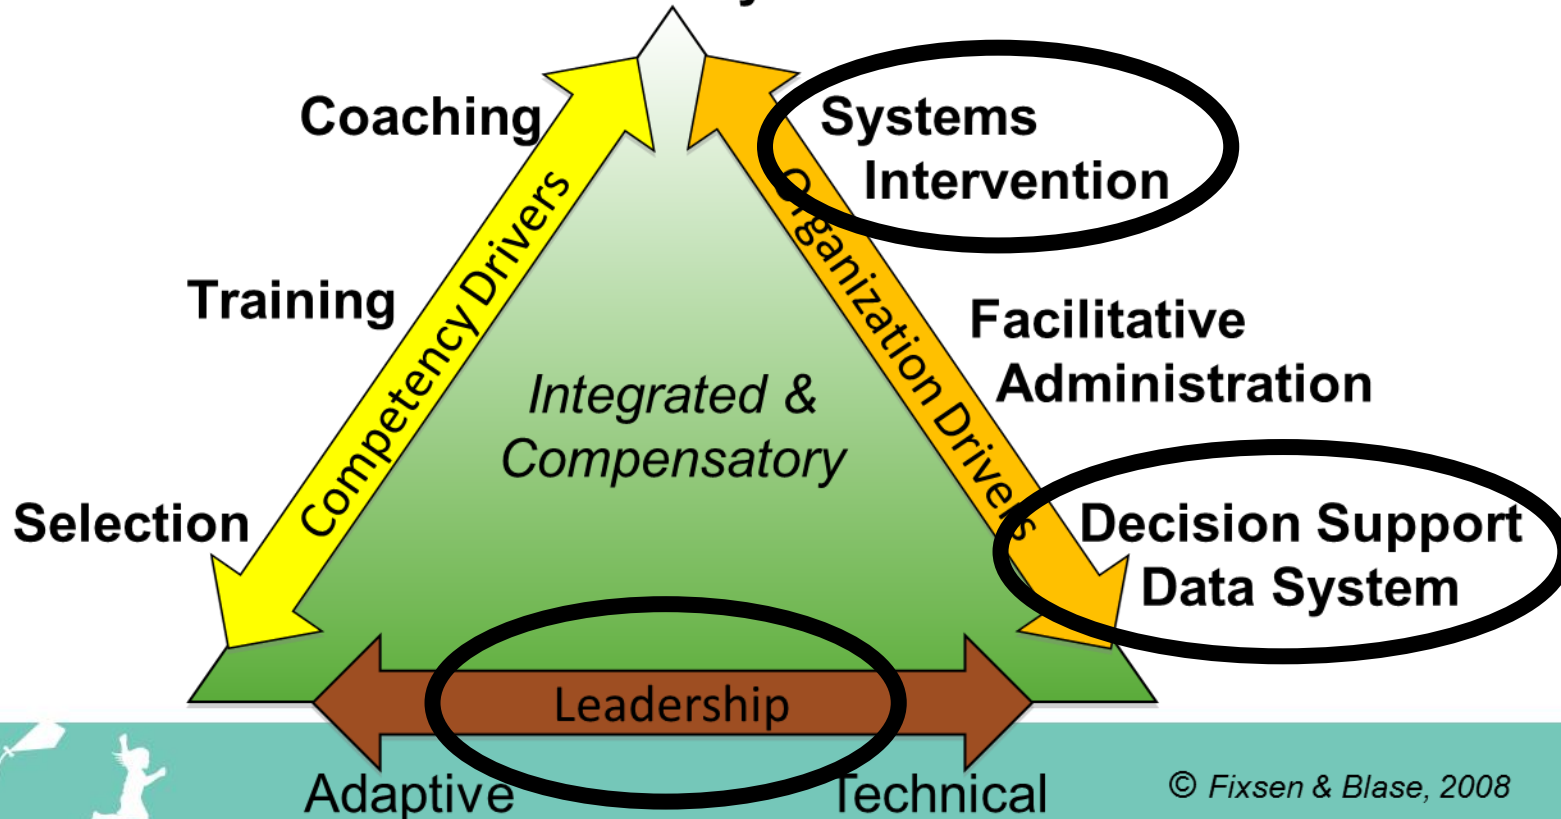 Coaching
Systems
Intervention
Training
Competency Drivers
Organization Drivers
Facilitative
Administration
Integrated &
Compensatory
Selection
Decision Support
Data System
Leadership
Adaptive
Technical
© Fixsen & Blase, 2008